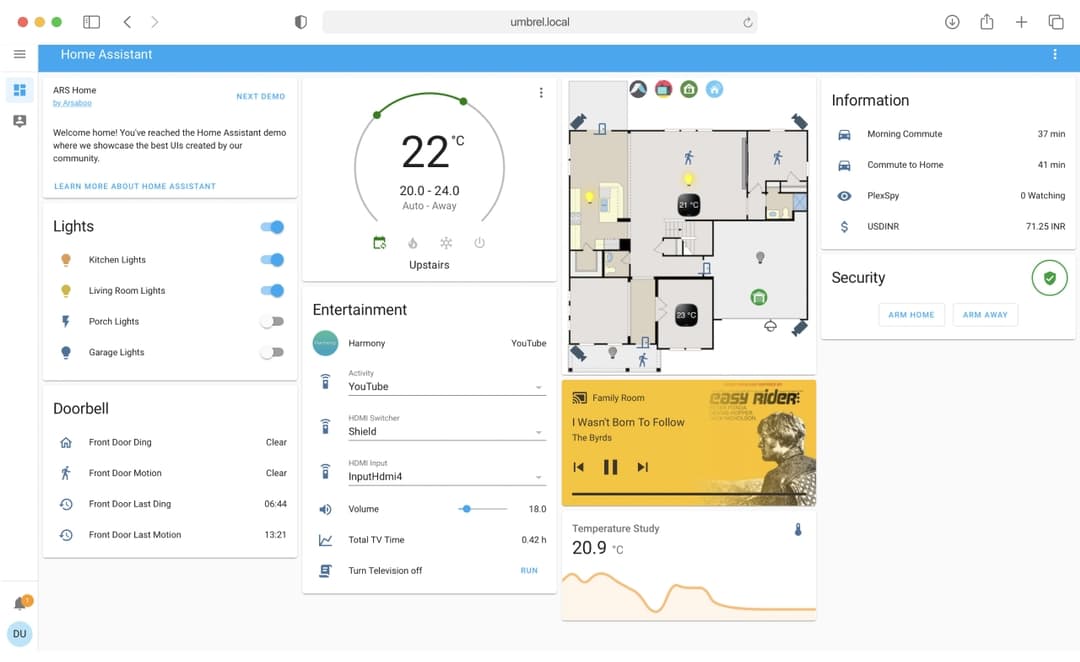 umbrel.local
Home Assistant
ARS Home
by Arsaboo
NEXT DEMO
Welcome home! You've reached the Home Assistant demo
where we showcase the best UIs created by our
community.
LEARN MORE ABOUT HOME ASSISTANT
Lights
Kitchen Lights
Living Room Lights
Porch Lights
Garage Lights
Doorbell
Front Door Ding Clear
Front Door Motion Clear
Front Door Last Ding 06:44
Front Door Last Motion 13:21
DU
22 °C
20.0 - 24.0
Auto - Away
Upstairs
Entertainment
Harmony YouTube
Activity
YouTube
HDMI Switcher
Shield
HDMI Input
InputHdmi4
Volume 18.0
Total TV Time 0.42 h
Turn Television off RUN
21 °C
23 °C
Family Room
I Wasn't Born To Follow
The Byrds
easy rider
Temperature Study
20.9 °C
Information
Morning Commute 37 min
Commute to Home 41 min
PlexSpy 0 Watching
USDINR 71.25 INR
Security
ARM HOME
ARM AWAY